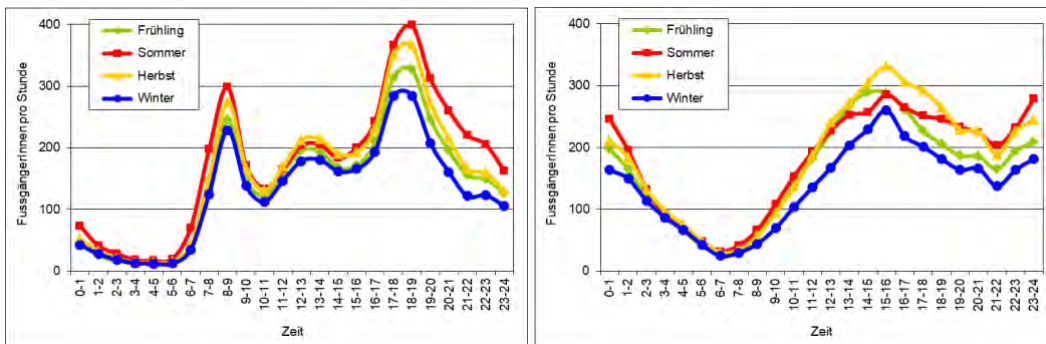 FussgängerInnen pro Stunde
400
300
200
100
0
Frühling
Sommer
Herbst
Winter
0-1 1-2 2-3 3-4 4-5 5-6 6-7 7-8 8-9 9-10 10-11 11-12 12-13 13-14 14-15 15-16 16-17 17-18 18-19 19-20 20-21 21-22 22-23 23-24
Zeit
FussgängerInnen pro Stunde
400
300
200
100
0
Frühling
Sommer
Herbst
Winter
0-1 1-2 2-3 3-4 4-5 5-6 6-7 7-8 8-9 9-10 10-11 11-12 12-13 13-14 14-15 15-16 16-17 17-18 18-19 19-20 20-21 21-22 22-23 23-24
Zeit